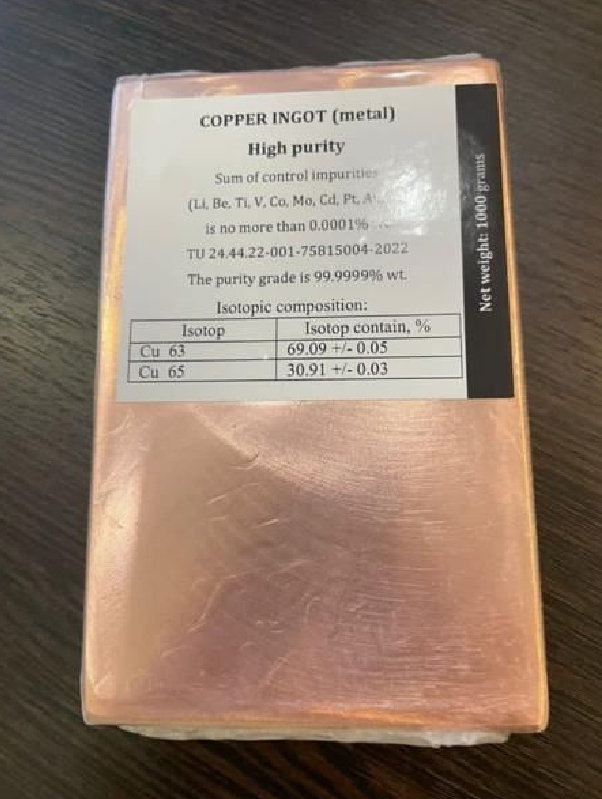 COPPER INGOT (metal)
High purity
Sum of control impurities
(Li, Be, Ti, V, Co, Mo, Cd, Pt,
is no more than 0.0001%
TU 24.44.22-001-75815004-2022
The purity grade is 99.9999% wt.
Isotopic composition:
Isotop Isotop contain, %
Cu 63 69.09 +/- 0.05
Cu 65 30.91 +/- 0.03
Net weight: 1000 grams